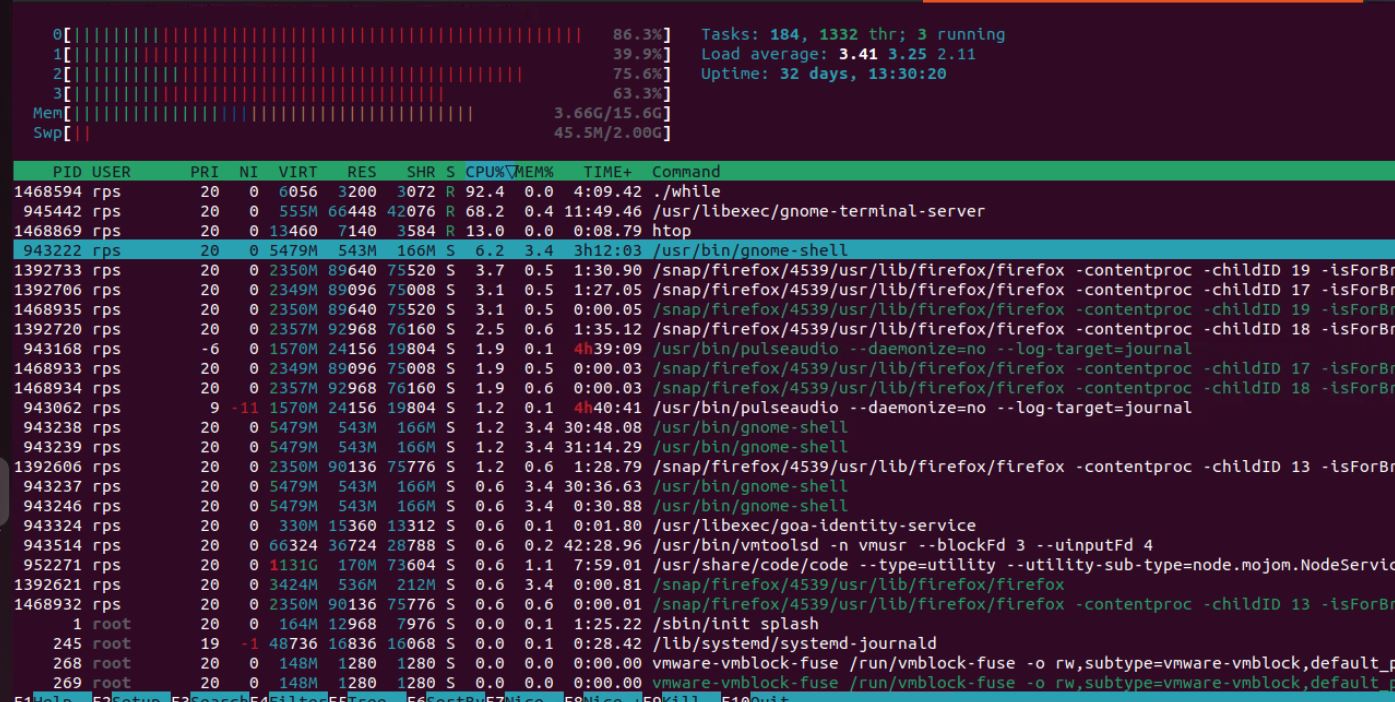 0[ 86.3%] Tasks: 184, 1332 thr; 3 running
1[ 39.9%] Load average: 3.41 3.25 2.11
2[ 75.6%] Uptime: 32 days, 13:30:20
3[ 63.3%]
Mem[ 3.66G/15.6G]
Swp[ 45.5M/2.00G]
PID USER PRI NI VIRT RES SHR S CPU%▽MEM% TIME+ Command
1468594 rps 20 0 6056 3200 3072 R 92.4 0.0 4:09.42 ./while
945442 rps 20 0 555M 66448 42076 R 68.2 0.4 11:49.46 /usr/libexec/gnome-terminal-server
1468869 rps 20 0 13460 7140 3584 R 13.0 0.0 0:08.79 htop
943222 rps 20 0 5479M 543M 166M S 6.2 3.4 3h12:03 /usr/bin/gnome-shell
1392733 rps 20 0 2350M 89640 75520 S 3.7 0.5 1:30.90 /snap/firefox/4539/usr/lib/firefox/firefox -contentproc -childID 19 -isForBr
1392706 rps 20 0 2349M 89096 75008 S 3.1 0.5 1:27.05 /snap/firefox/4539/usr/lib/firefox/firefox -contentproc -childID 17 -isForBr
1468935 rps 20 0 2350M 89640 75520 S 3.1 0.5 0:00.05 /snap/firefox/4539/usr/lib/firefox/firefox -contentproc -childID 19 -isForBr
1392720 rps 20 0 2357M 92968 76160 S 2.5 0.6 1:35.12 /snap/firefox/4539/usr/lib/firefox/firefox -contentproc -childID 18 -isForBr
943168 rps -6 0 1570M 24156 19804 S 1.9 0.1 4h39:09 /usr/bin/pulseaudio --daemonize=no --log-target=journal
1468933 rps 20 0 2349M 89096 75008 S 1.9 0.5 0:00.03 /snap/firefox/4539/usr/lib/firefox/firefox -contentproc -childID 17 -isForBr
1468934 rps 20 0 2357M 92968 76160 S 1.9 0.6 0:00.03 /snap/firefox/4539/usr/lib/firefox/firefox -contentproc -childID 18 -isForBr
943062 rps 9 -11 1570M 24156 19804 S 1.2 0.1 4h40:41 /usr/bin/pulseaudio --daemonize=no --log-target=journal
943238 rps 20 0 5479M 543M 166M S 1.2 3.4 30:48.08 /usr/bin/gnome-shell
943239 rps 20 0 5479M 543M 166M S 1.2 3.4 31:14.29 /usr/bin/gnome-shell
1392606 rps 20 0 2350M 90136 75776 S 1.2 0.6 1:28.79 /snap/firefox/4539/usr/lib/firefox/firefox -contentproc -childID 13 -isForBr
943237 rps 20 0 5479M 543M 166M S 0.6 3.4 30:36.63 /usr/bin/gnome-shell
943246 rps 20 0 5479M 543M 166M S 0.6 3.4 0:30.88 /usr/bin/gnome-shell
943324 rps 20 0 330M 15360 13312 S 0.6 0.1 0:01.80 /usr/libexec/goa-identity-service
943514 rps 20 0 66324 36724 28788 S 0.6 0.2 42:28.96 /usr/bin/vmtoolsd -n vmusr --blockFd 3 --uinputFd 4
952271 rps 20 0 1131G 170M 73604 S 0.6 1.1 7:59.01 /usr/share/code/code --type=utility --utility-sub-type=node.mojom.NodeServic
1392621 rps 20 0 3424M 536M 212M S 0.6 3.4 0:00.81 /snap/firefox/4539/usr/lib/firefox/firefox
1468932 rps 20 0 2350M 90136 75776 S 0.6 0.6 0:00.01 /snap/firefox/4539/usr/lib/firefox/firefox -contentproc -childID 13 -isForBr
1 root 20 0 164M 12968 7976 S 0.0 0.1 1:25.22 /sbin/init splash
245 root 19 -1 48736 16836 16068 S 0.0 0.1 0:28.42 /lib/systemd/systemd-journald
268 root 20 0 148M 1280 1280 S 0.0 0.0 0:00.00 vmware-vmblock-fuse /run/vmblock-fuse -o rw,subtype=vmware-vmblock,default_p
269 root 20 0 148M 1280 1280 S 0.0 0.0 0:00.00 vmware-vmblock-fuse /run/vmblock-fuse -o rw,subtype=vmware-vmblock,default_p
F1Help F2Setup F3SearchF4FilterF5Tree F6SortByF7Nice -F8Nice +F9Kill F10Quit